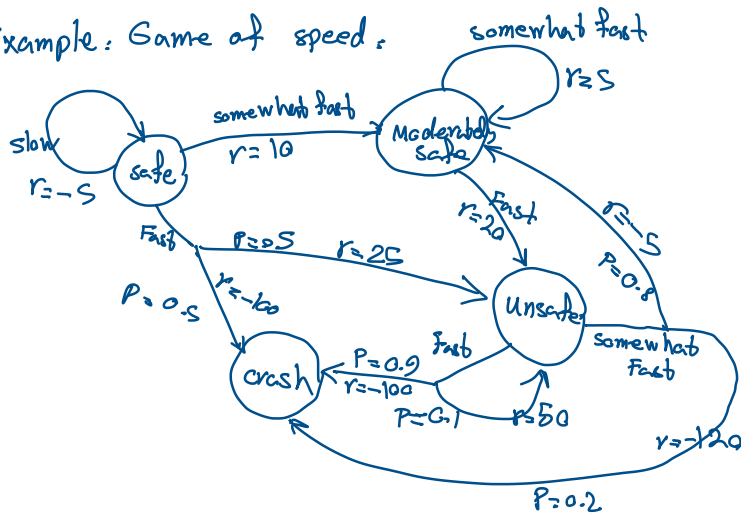 xample: Game of speed.
somewhat fast
r=5
slow
r=-5
safe
somewhat fast
r=10
Moderately
safe
Fast
r=20
r=-5
P=0.8
Fast
P=0.5
r=25
P=0.5
r=-100
Unsafe
somewhat
Fast
Fast
P=0.9
r=-100
P=0.1
r=50
crash
r=-120
P=0.2